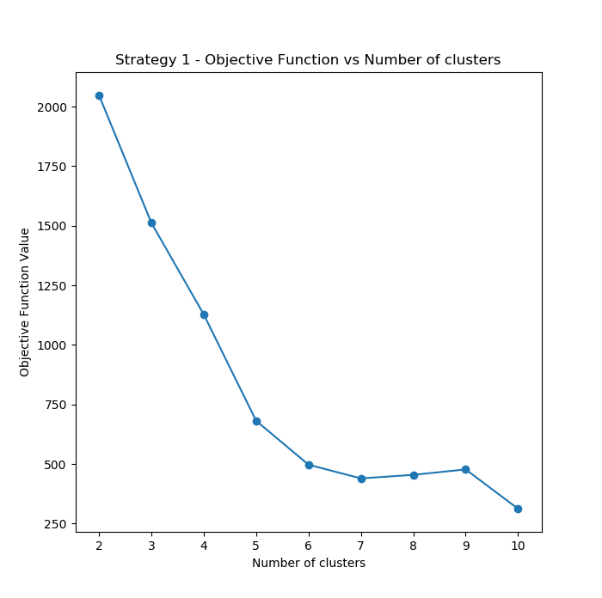 Strategy 1 - Objective Function vs Number of clusters
Objective Function Value
2000
1750
1500
1250
1000
750
500
250
2 3 4 5 6 7 8 9 10
Number of clusters